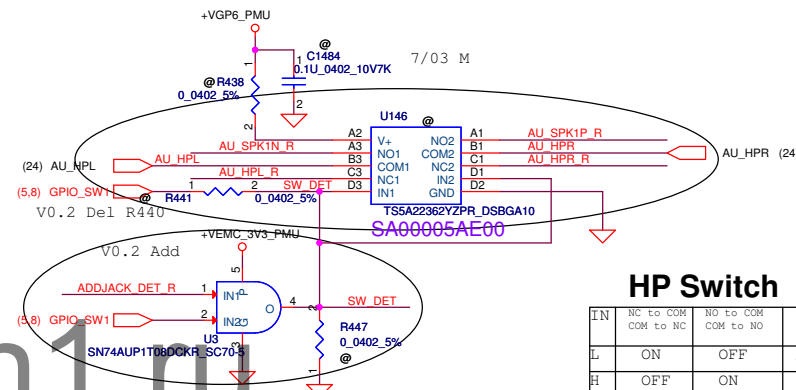 +VGP6_PMU
@
C1484
0.1U_0402_10V7K
7/03 M
1
1
2
2
@
R438
0_0402_5%
U146
@
AU_SPK1N_R
A2
A3
B3
C3
D3
V+
NO1
COM1
NC1
IN1
NO2
COM2
NC2
IN2
GND
A1
B1
C1
D1
D2
AU_SPK1P_R
AU_HPR
AU_HPR_R
AU_HPR (24
(24) AU_HPL
AU_HPL
AU_HPL_R
(5,8) GPIO_SW1
@
1
2
R441
0_0402_5%
SW_DET
TS5A22362YZPR_DSBGA10
SA00005AE00
V0.2 Del R440
V0.2 Add
+VEMC_3V3_PMU
5
ADDJACK_DET_R
1
IN1
P
O
4
SW_DET
(5,8) GPIO_SW1
2
IN2
G
3
U3
SN74AUP1T08DCKR_SC70-5
2
R447
0_0402_5%
1
@
HP Switch
IN
NC to COM
COM to NC
NO to COM
COM to NO
L
ON
OFF
H
OFF
ON
n1.ru